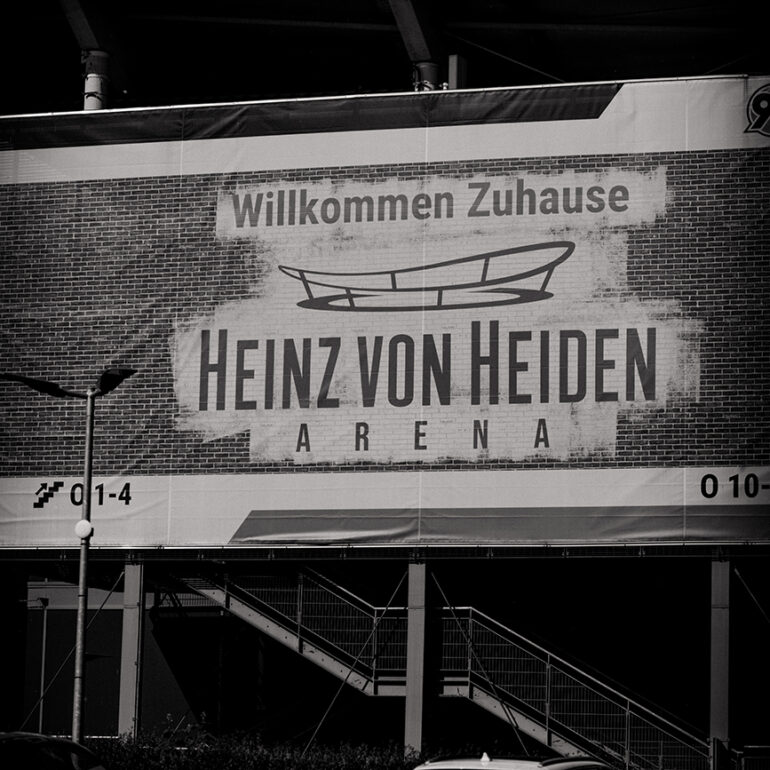 Willkommen Zuhause
HEINZ VON HEIDEN
ARENA
O 1-4
O 10-